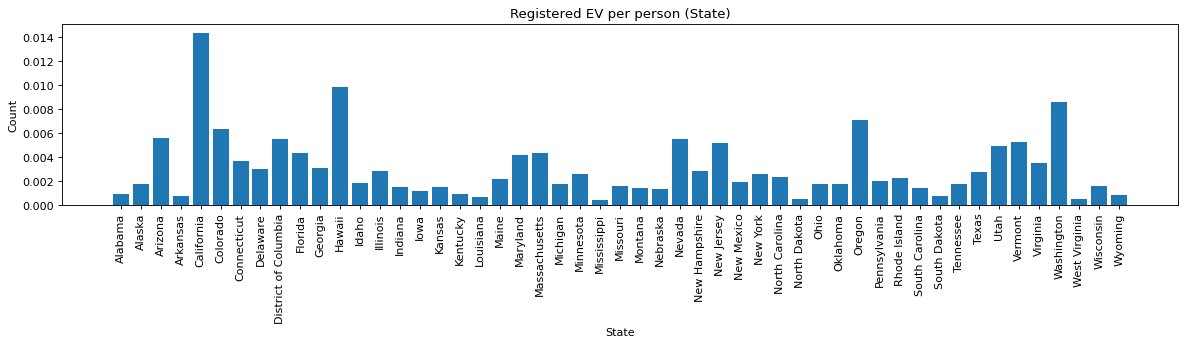 Registered EV per person (State)
0.014
0.012
0.010
0.008
0.006
0.004
0.002
0.000
Count
Alabama
Alaska
Arizona
Arkansas
California
Colorado
Connecticut
Delaware
District of Columbia
Florida
Georgia
Hawaii
Idaho
Illinois
Indiana
Iowa
Kansas
Kentucky
Louisiana
Maine
Maryland
Massachusetts
Michigan
Minnesota
Mississippi
Missouri
Montana
Nebraska
Nevada
New Hampshire
New Jersey
New Mexico
New York
North Carolina
North Dakota
Ohio
Oklahoma
Oregon
Pennsylvania
Rhode Island
South Carolina
South Dakota
Tennessee
Texas
Utah
Vermont
Virginia
Washington
West Virginia
Wisconsin
Wyoming
State